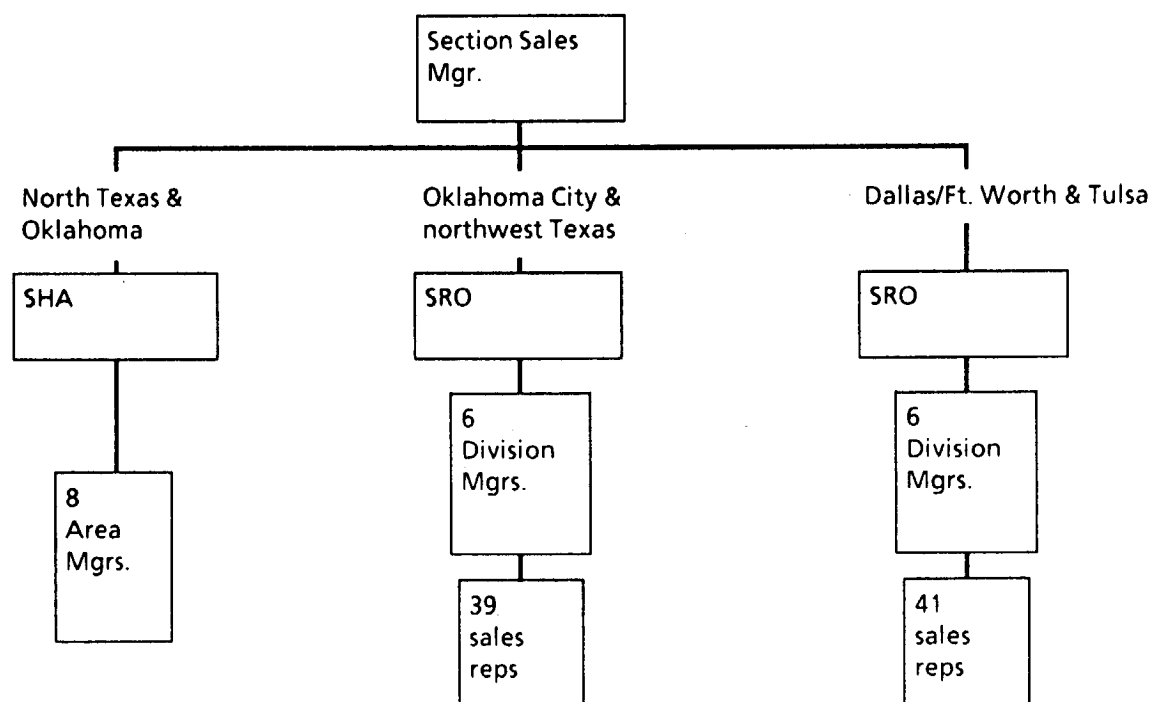 Section Sales
Mgr.
North Texas &
Oklahoma
Oklahoma City &
northwest Texas
Dallas/Ft. Worth & Tulsa
SHA
SRO
SRO
8
Area
Mgrs.
6
Division
Mgrs.
6
Division
Mgrs.
39
sales
reps
41
sales
reps